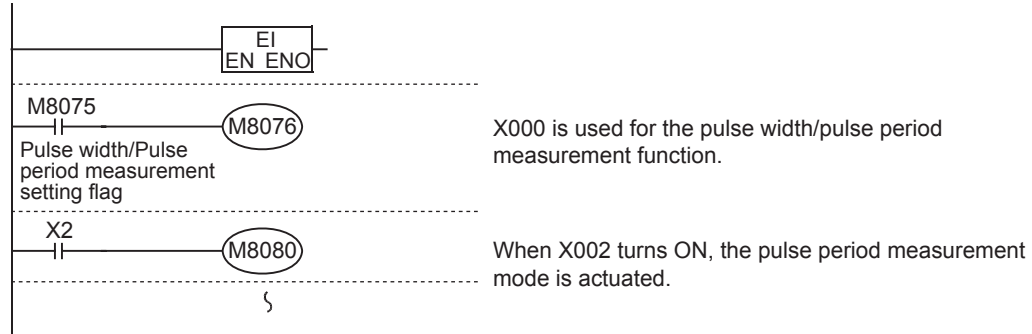 EI
EN ENO
M8075
M8076
Pulse width/Pulse
period measurement
setting flag
X000 is used for the pulse width/pulse period
measurement function.
X2
M8080
When X002 turns ON, the pulse period measurement
mode is actuated.